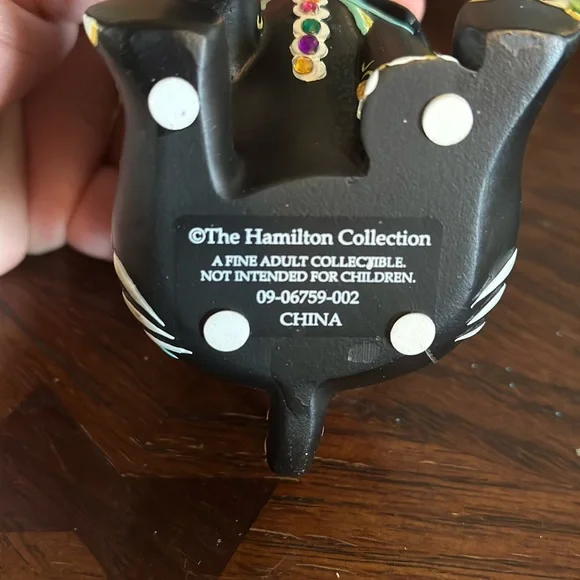 ©The Hamilton Collection
A FINE ADULT COLLECTIBLE.
NOT INTENDED FOR CHILDREN.
09-06759-002
CHINA